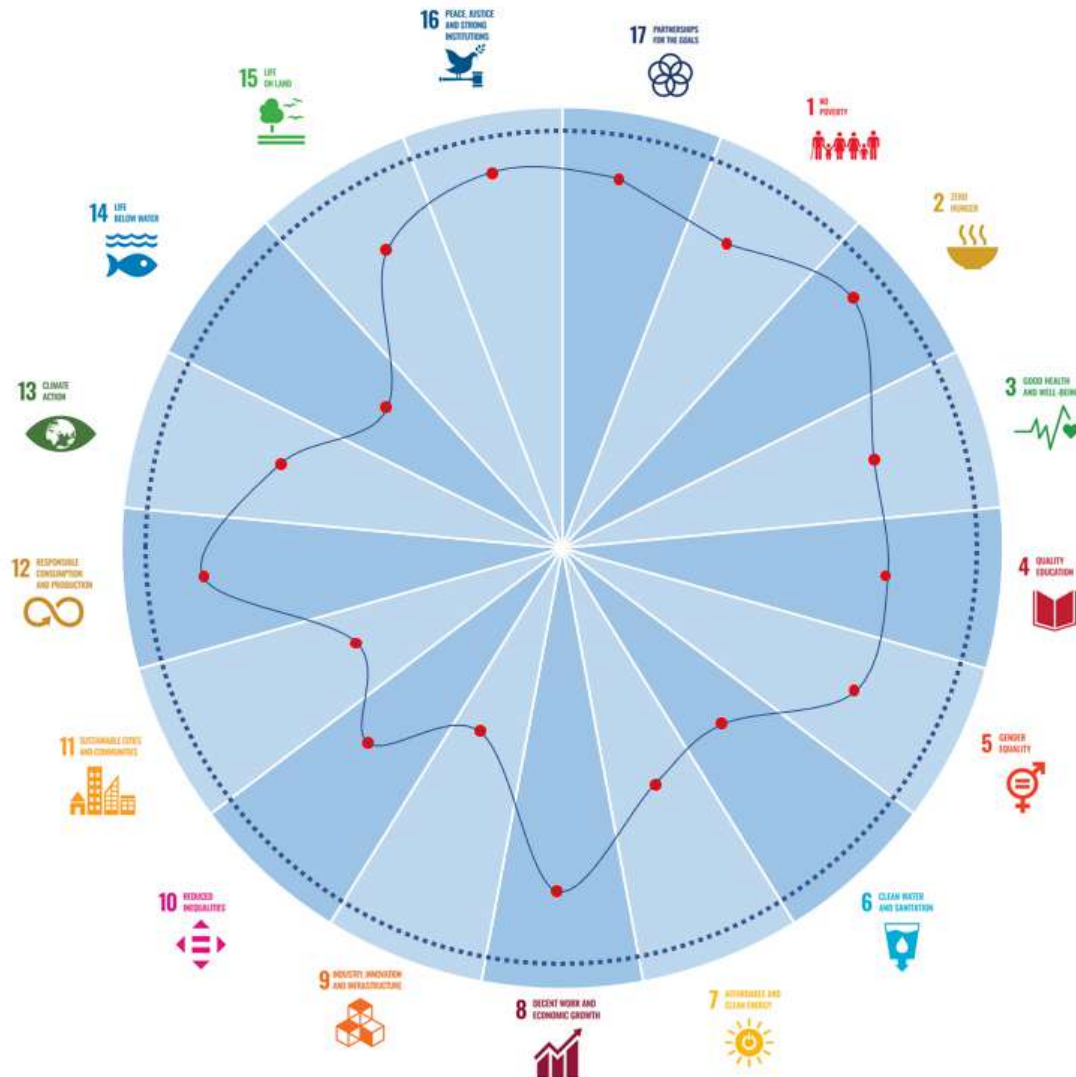 16 PEACE, JUSTICE
AND STRONG
INSTITUTIONS
17 PARTNERSHIPS
FOR THE GOALS
15 LIFE
ON LAND
1 NO
POVERTY
14 LIFE
BELOW WATER
2 ZERO
HUNGER
13 CLIMATE
ACTION
3 GOOD HEALTH
AND WELL-BEING
12 RESPONSIBLE
CONSUMPTION
AND PRODUCTION
4 QUALITY
EDUCATION
11 SUSTAINABLE CITIES
AND COMMUNITIES
5 GENDER
EQUALITY
10 REDUCED
INEQUALITIES
6 CLEAN WATER
AND SANITATION
9 INDUSTRY, INNOVATION
AND INFRASTRUCTURE
8 DECENT WORK AND
ECONOMIC GROWTH
7 AFFORDABLE AND
CLEAN ENERGY